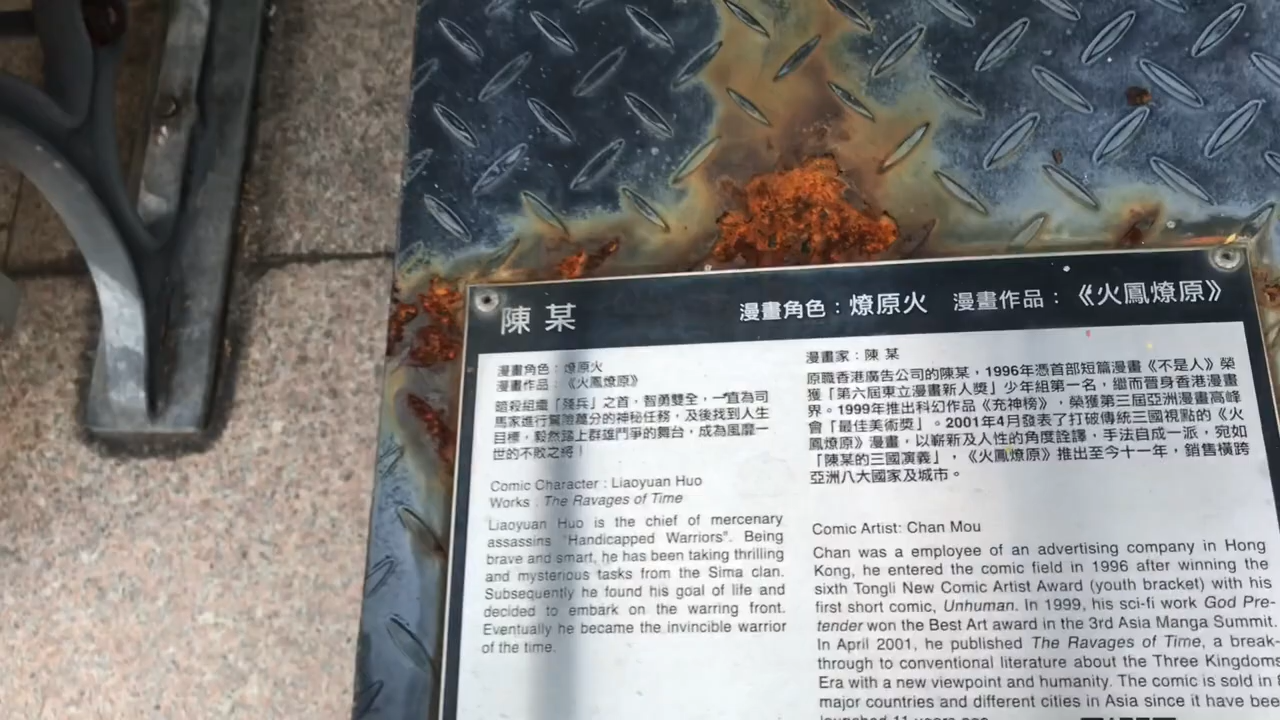 陳 某
漫畫角色：燎原火 漫畫作品：《火鳳燎原》
漫畫角色：燎原火
漫畫作品：《火鳳燎原》
暗殺組織「殘兵」之首，智勇雙全，一直為司
馬家進行驚險萬分的神秘任務，及後找到人生
目標，毅然踏上群雄鬥爭的舞台，成為風靡一
世的不敗之將！
Comic Character : Liaoyuan Huo
Works : The Ravages of Time
Liaoyuan Huo is the chief of mercenary
assassins "Handicapped Warriors". Being
brave and smart, he has been taking thrilling
and mysterious tasks from the Sima clan.
Subsequently he found his goal of life and
decided to embark on the warring front.
Eventually he became the invincible warrior
of the time.
漫畫家：陳 某
原職香港廣告公司的陳某，1996年憑首部短篇漫畫《不是人》榮
獲「第六屆東立漫畫新人獎」少年組第一名，繼而晉身香港漫畫
界。1999年推出科幻作品《充神榜》，榮獲第三屆亞洲漫畫高峰
會「最佳美術獎」。2001年4月發表了打破傳統三國視點的《火
鳳燎原》漫畫，以嶄新及人性的角度詮譯，手法自成一派，宛如
「陳某的三國演義」，《火鳳燎原》推出至今十一年，銷售橫跨
亞洲八大國家及城市。
Comic Artist: Chan Mou
Chan was a employee of an advertising company in Hong
Kong, he entered the comic field in 1996 after winning the
sixth Tongli New Comic Artist Award (youth bracket) with his
first short comic, Unhuman. In 1999, his sci-fi work God Pre-
tender won the Best Art award in the 3rd Asia Manga Summit.
In April 2001, he published The Ravages of Time, a break-
through to conventional literature about the Three Kingdoms
Era with a new viewpoint and humanity. The comic is sold in
major countries and different cities in Asia since it have bee